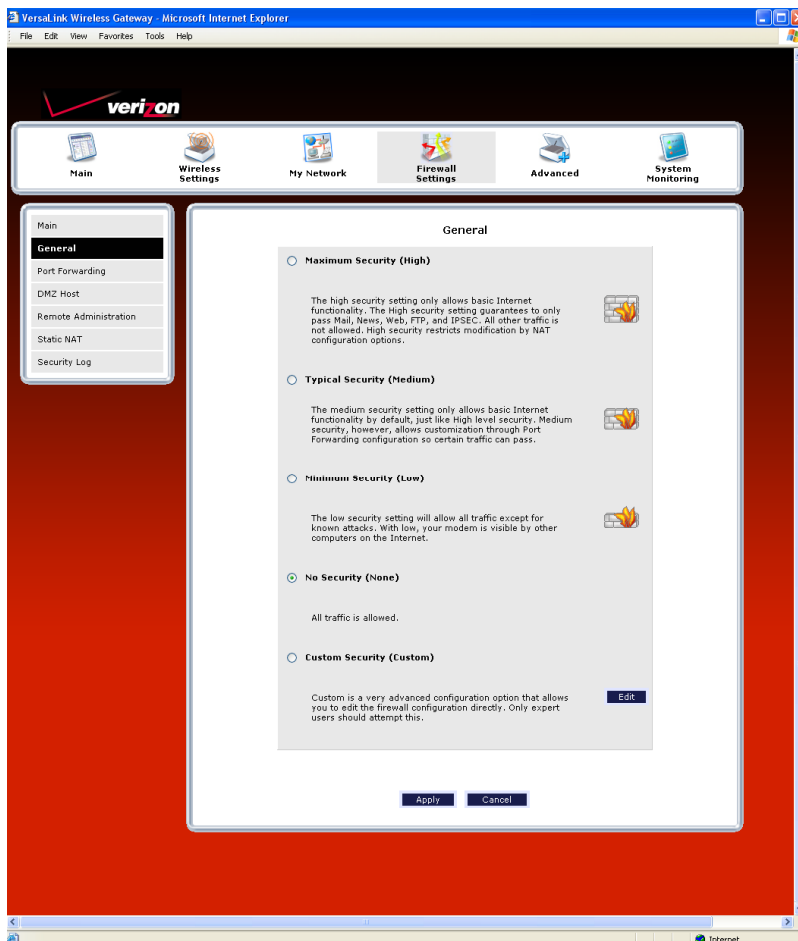 VersaLink Wireless Gateway - Microsoft Internet Explorer
File Edit View Favorites Tools Help
verizon
Main
Wireless
Settings
My Network
Firewall
Settings
Advanced
System
Monitoring
Main
General
Port Forwarding
DMZ Host
Remote Administration
Static NAT
Security Log
General
Maximum Security (High)
The high security setting only allows basic Internet
functionality. The High security setting guarantees to only
pass Mail, News, Web, FTP, and IPSEC. All other traffic is
not allowed. High security restricts modification by NAT
configuration options.
Typical Security (Medium)
The medium security setting only allows basic Internet
functionality by default, just like High level security. Medium
security, however, allows customization through Port
Forwarding configuration so certain traffic can pass.
Minimum Security (Low)
The low security setting will allow all traffic except for
known attacks. With low, your modem is visible by other
computers on the Internet.
No Security (None)
All traffic is allowed.
Custom Security (Custom)
Custom is a very advanced configuration option that allows
you to edit the firewall configuration directly. Only expert
users should attempt this.
Edit
Apply Cancel
Internet